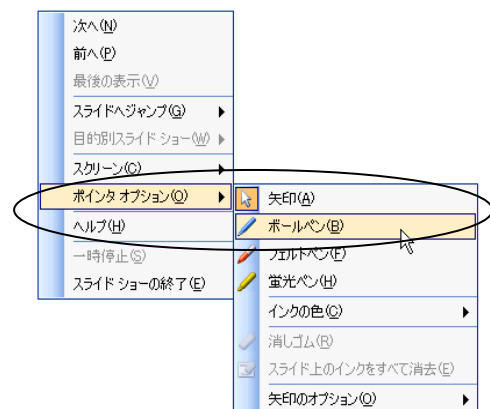 次へ(N)
前へ(P)
最後の表示(V)
スライドへジャンプ(G)
目的別スライド ショー(W)
スクリーン(C)
ポインタ オプション(O)
ヘルプ(H)
一時停止(S)
スライド ショーの終了(E)
矢印(A)
ボールペン(B)
フェルトペン(F)
蛍光ペン(H)
インクの色(C)
消しゴム(R)
スライド上のインクをすべて消去(E)
矢印のオプション(O)